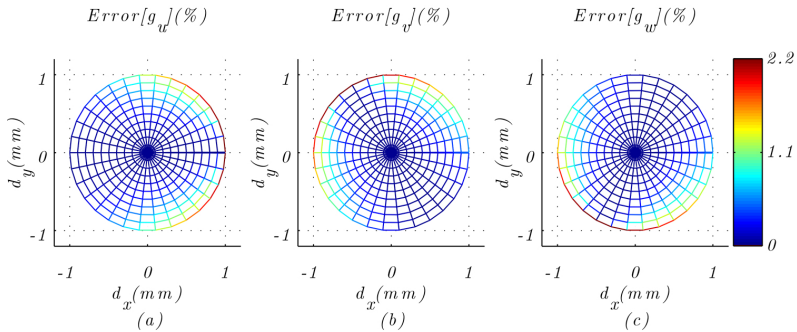 Error[g_u](%) Error[g_v](%) Error[g_w](%)
1 1 1 2.2
d_y(mm) 0 d_y(mm) 0 d_y(mm) 0 1.1
-1 -1 -1 0
-1 0 1 -1 0 1 -1 0 1
d_x(mm) d_x(mm) d_x(mm)
(a) (b) (c)